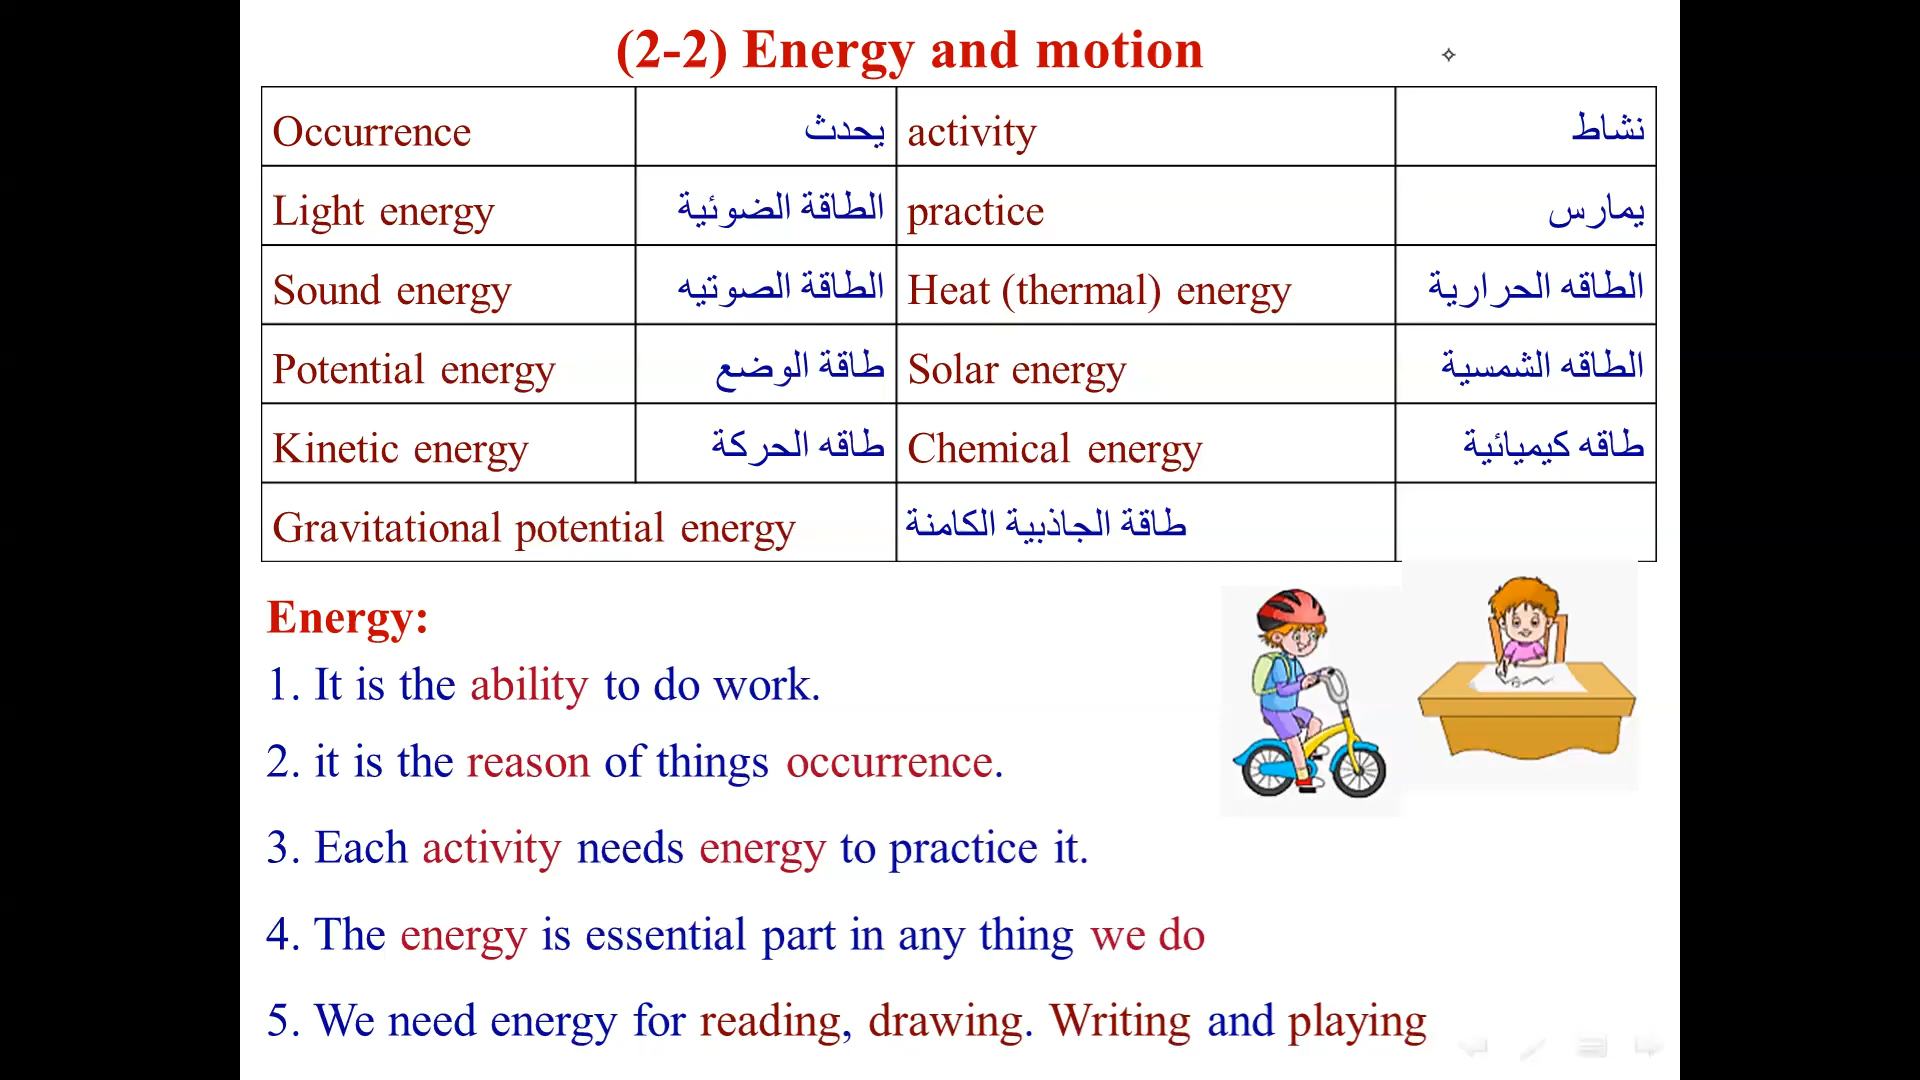 (2-2) Energy and motion
Occurrence يحدث activity نشاط
Light energy الطاقة الضوئية practice يمارس
Sound energy الطاقة الصوتيه Heat (thermal) energy الطاقه الحرارية
Potential energy طاقة الوضع Solar energy الطاقه الشمسية
Kinetic energy طاقه الحركة Chemical energy طاقه كيميائية
Gravitational potential energy طاقة الجاذبية الكامنة
Energy:
1. It is the ability to do work.
2. it is the reason of things occurrence.
3. Each activity needs energy to practice it.
4. The energy is essential part in any thing we do
5. We need energy for reading, drawing. Writing and playing